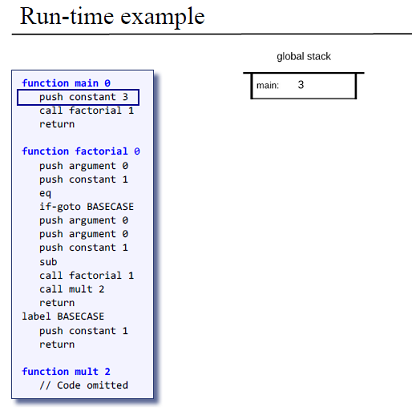 Run-time example
global stack
main: 3
function main 0
push constant 3
call factorial 1
return
function factorial 0
push argument 0
push constant 1
eq
if-goto BASECASE
push argument 0
push argument 0
push constant 1
sub
call factorial 1
call mult 2
return
label BASECASE
push constant 1
return
function mult 2
// Code omitted